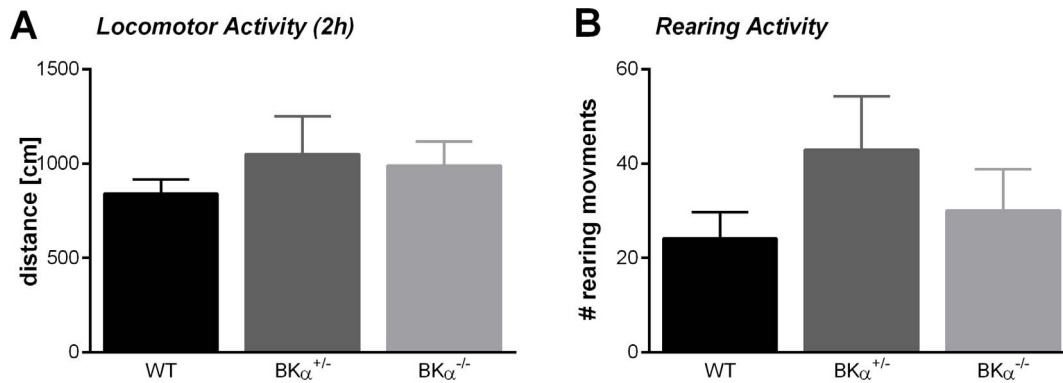 A Locomotor Activity (2h)
1500
1000
500
0
distance [cm]
WT BKα+/- BKα-/-
B Rearing Activity
60
40
20
0
# rearing movments
WT BKα+/- BKα-/-